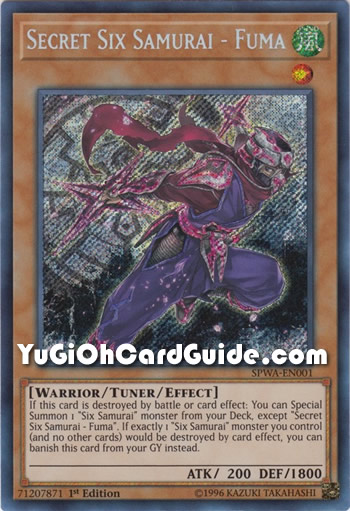 Secret Six Samurai - Fuma
YuGiOhCardGuide.com
SPWA-EN001
[Warrior/Tuner/Effect]
If this card is destroyed by battle or card effect: You can Special
Summon 1 "Six Samurai" monster from your Deck, except "Secret
Six Samurai - Fuma". If exactly 1 "Six Samurai" monster you control
(and no other cards) would be destroyed by card effect, you can
banish this card from your GY instead.
ATK/ 200 DEF/1800
71207871 1st Edition ©1996 KAZUKI TAKAHASHI